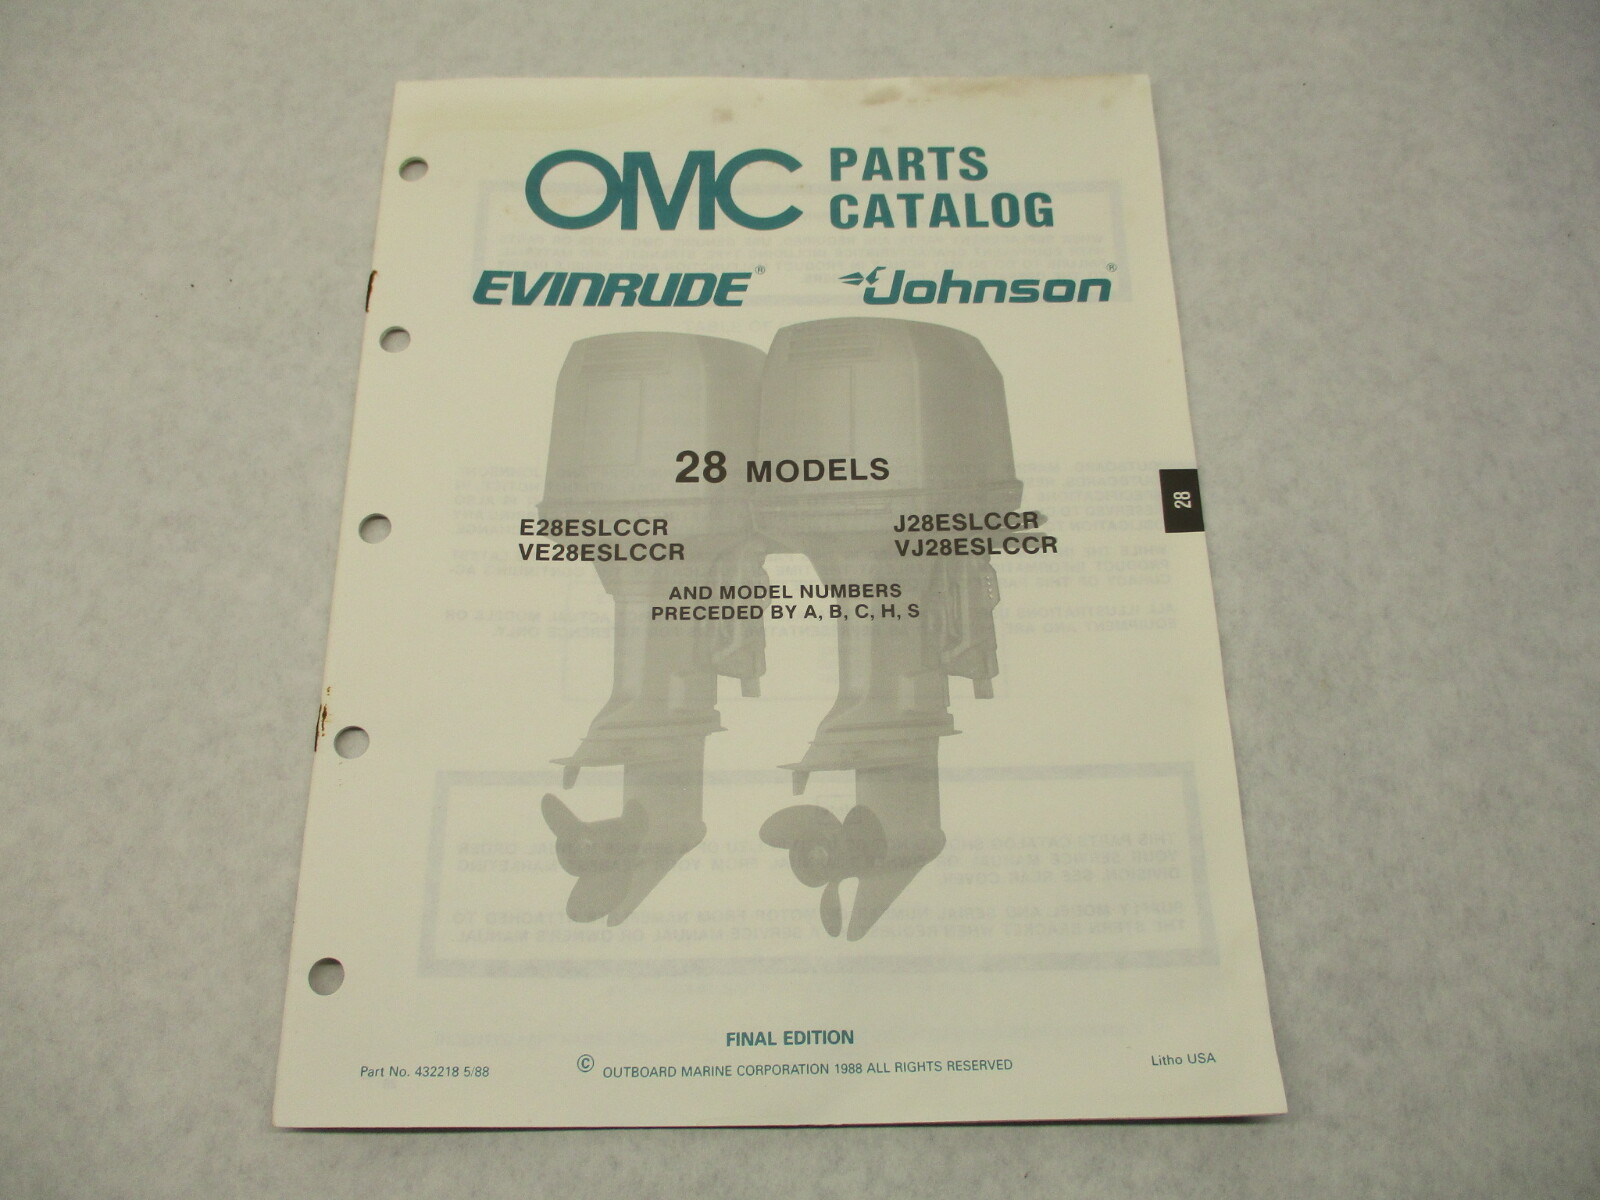 OMC PARTS CATALOG
EVINRUDE® Johnson®
28 MODELS
E28ESLCCR J28ESLCCR
VE28ESLCCR VJ28ESLCCR
AND MODEL NUMBERS
PRECEDED BY A, B, C, H, S
28
FINAL EDITION
Part No. 432218 5/88 © OUTBOARD MARINE CORPORATION 1988 ALL RIGHTS RESERVED Litho USA